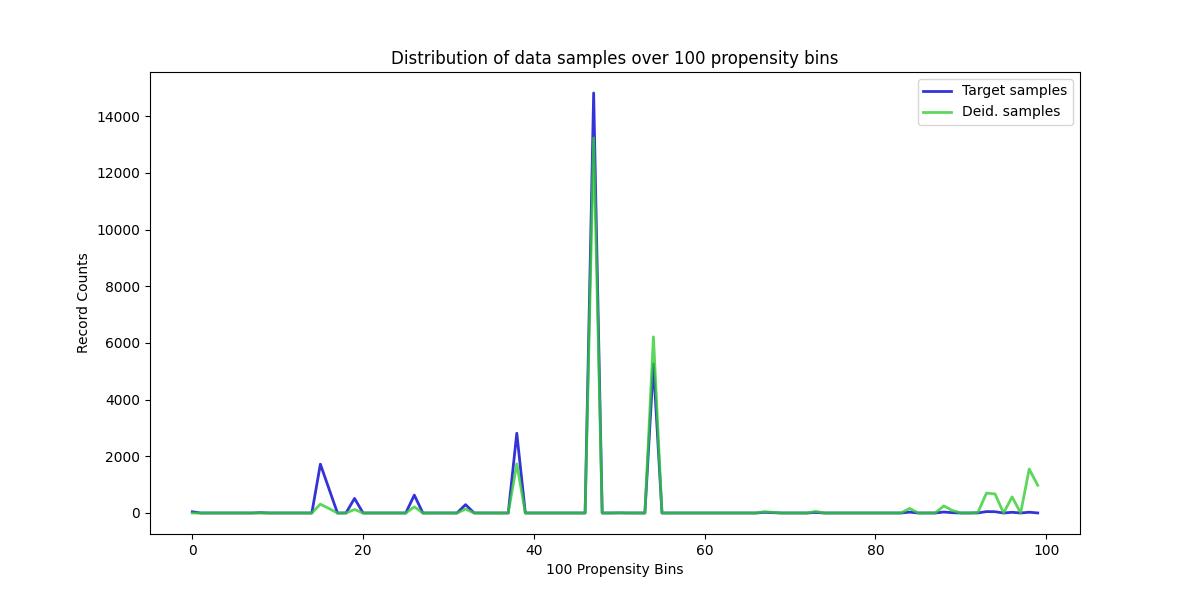 Distribution of data samples over 100 propensity bins
Target samples
Deid. samples
14000
12000
10000
8000
6000
4000
2000
0
Record Counts
0 20 40 60 80 100
100 Propensity Bins